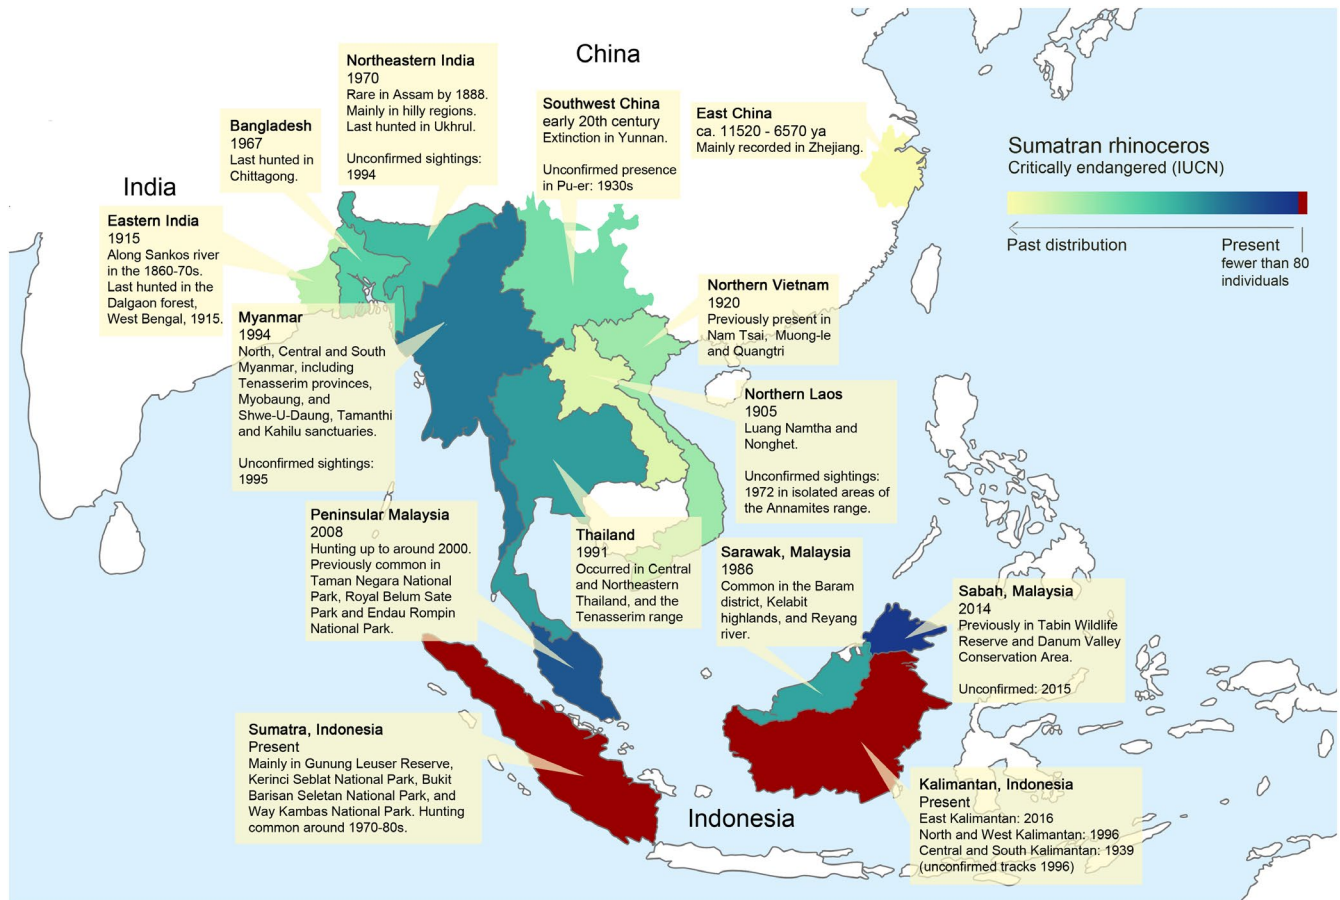 China
Northeastern India
1970
Rare in Assam by 1888.
Mainly in hilly regions.
Last hunted in Ukhrul.
Unconfirmed sightings:
1994
Southwest China
early 20th century
Extinction in Yunnan.
Unconfirmed presence
in Pu-er: 1930s
East China
ca. 11520 - 6570 ya
Mainly recorded in Zhejiang.
Sumatran rhinoceros
Critically endangered (IUCN)
Past distribution
Present
fewer than 80
individuals
Bangladesh
1967
Last hunted in
Chittagong.
India
Eastern India
1915
Along Sankos river
in the 1860-70s.
Last hunted in the
Dalgaon forest,
West Bengal, 1915.
Myanmar
1994
North, Central and South
Myanmar, including
Tenasserim provinces,
Myobaung, and
Shwe-U-Daung, Tamanthi
and Kahilu sanctuaries.
Unconfirmed sightings:
1995
Northern Vietnam
1920
Previously present in
Nam Tsai, Muong-le
and Quangtri
Northern Laos
1905
Luang Namtha and
Nonghet.
Unconfirmed sightings:
1972 in isolated areas of
the Annamites range.
Peninsular Malaysia
2008
Hunting up to around 2000.
Previously common in
Taman Negara National
Park, Royal Belum Sate
Park and Endau Rompin
National Park.
Thailand
1991
Occurred in Central
and Northeastern
Thailand, and the
Tenasserim range
Sarawak, Malaysia
1986
Common in the Baram
district, Kelabit
highlands, and Reyang
river.
Sabah, Malaysia
2014
Previously in Tabin Wildlife
Reserve and Danum Valley
Conservation Area.
Unconfirmed: 2015
Sumatra, Indonesia
Present
Mainly in Gunung Leuser Reserve,
Kerinci Seblat National Park, Bukit
Barisan Seletan National Park, and
Way Kambas National Park. Hunting
common around 1970-80s.
Indonesia
Kalimantan, Indonesia
Present
East Kalimantan: 2016
North and West Kalimantan: 1996
Central and South Kalimantan: 1939
(unconfirmed tracks 1996)